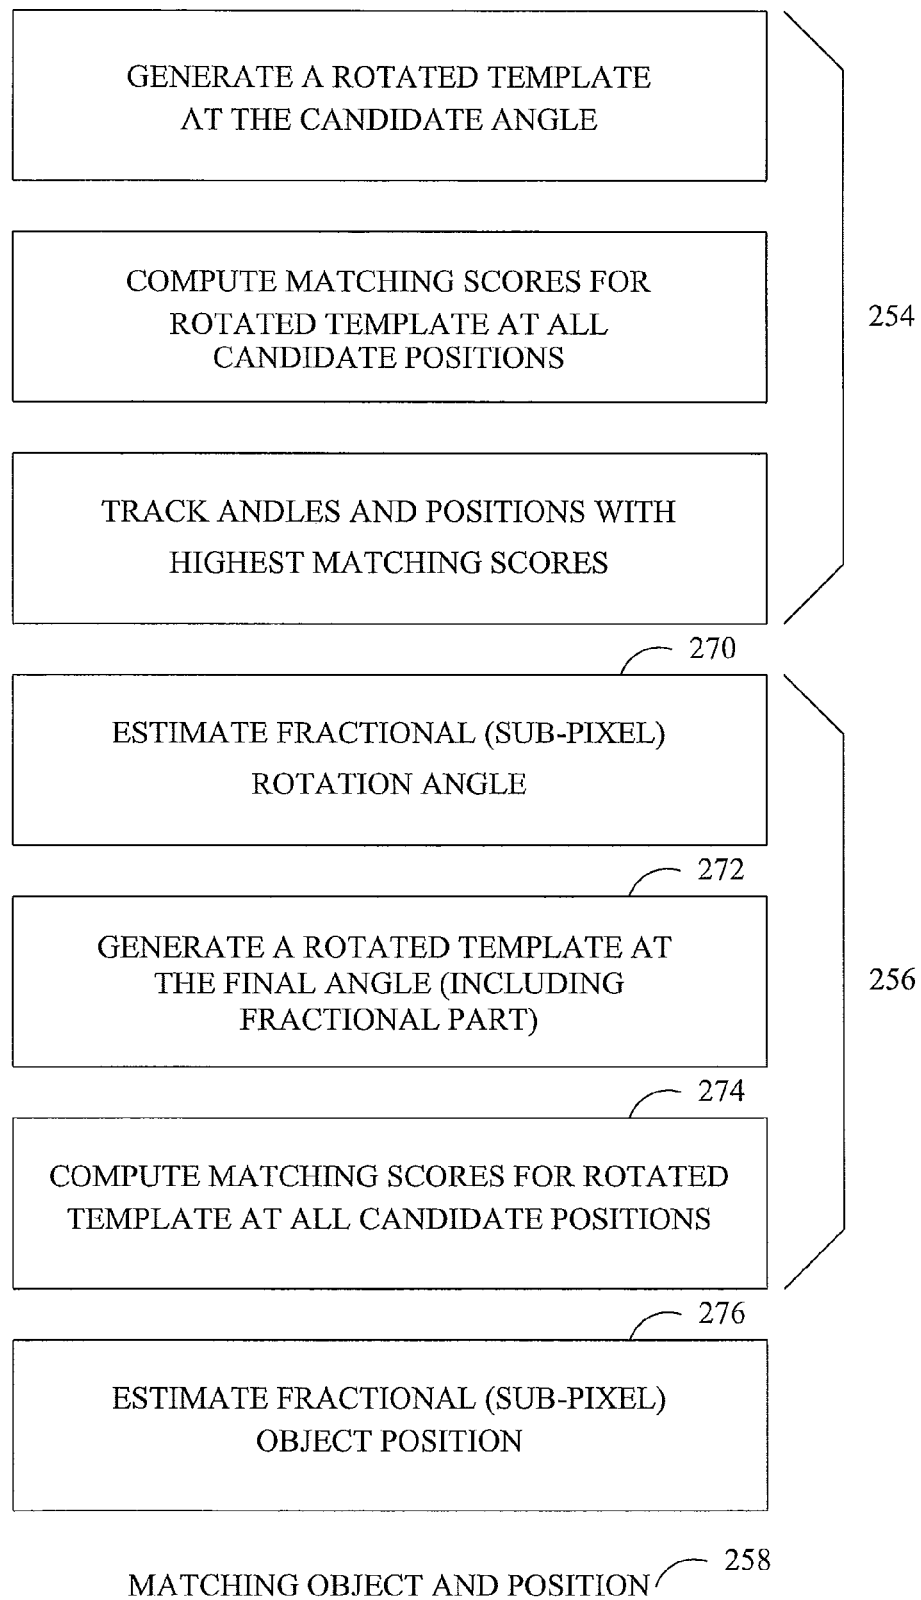 GENERATE A ROTATED TEMPLATE
AT THE CANDIDATE ANGLE
COMPUTE MATCHING SCORES FOR
ROTATED TEMPLATE AT ALL
CANDIDATE POSITIONS
254
TRACK ANDLES AND POSITIONS WITH
HIGHEST MATCHING SCORES
270
ESTIMATE FRACTIONAL (SUB-PIXEL)
ROTATION ANGLE
272
GENERATE A ROTATED TEMPLATE AT
THE FINAL ANGLE (INCLUDING
FRACTIONAL PART)
256
274
COMPUTE MATCHING SCORES FOR ROTATED
TEMPLATE AT ALL CANDIDATE POSITIONS
276
ESTIMATE FRACTIONAL (SUB-PIXEL)
OBJECT POSITION
258
MATCHING OBJECT AND POSITION